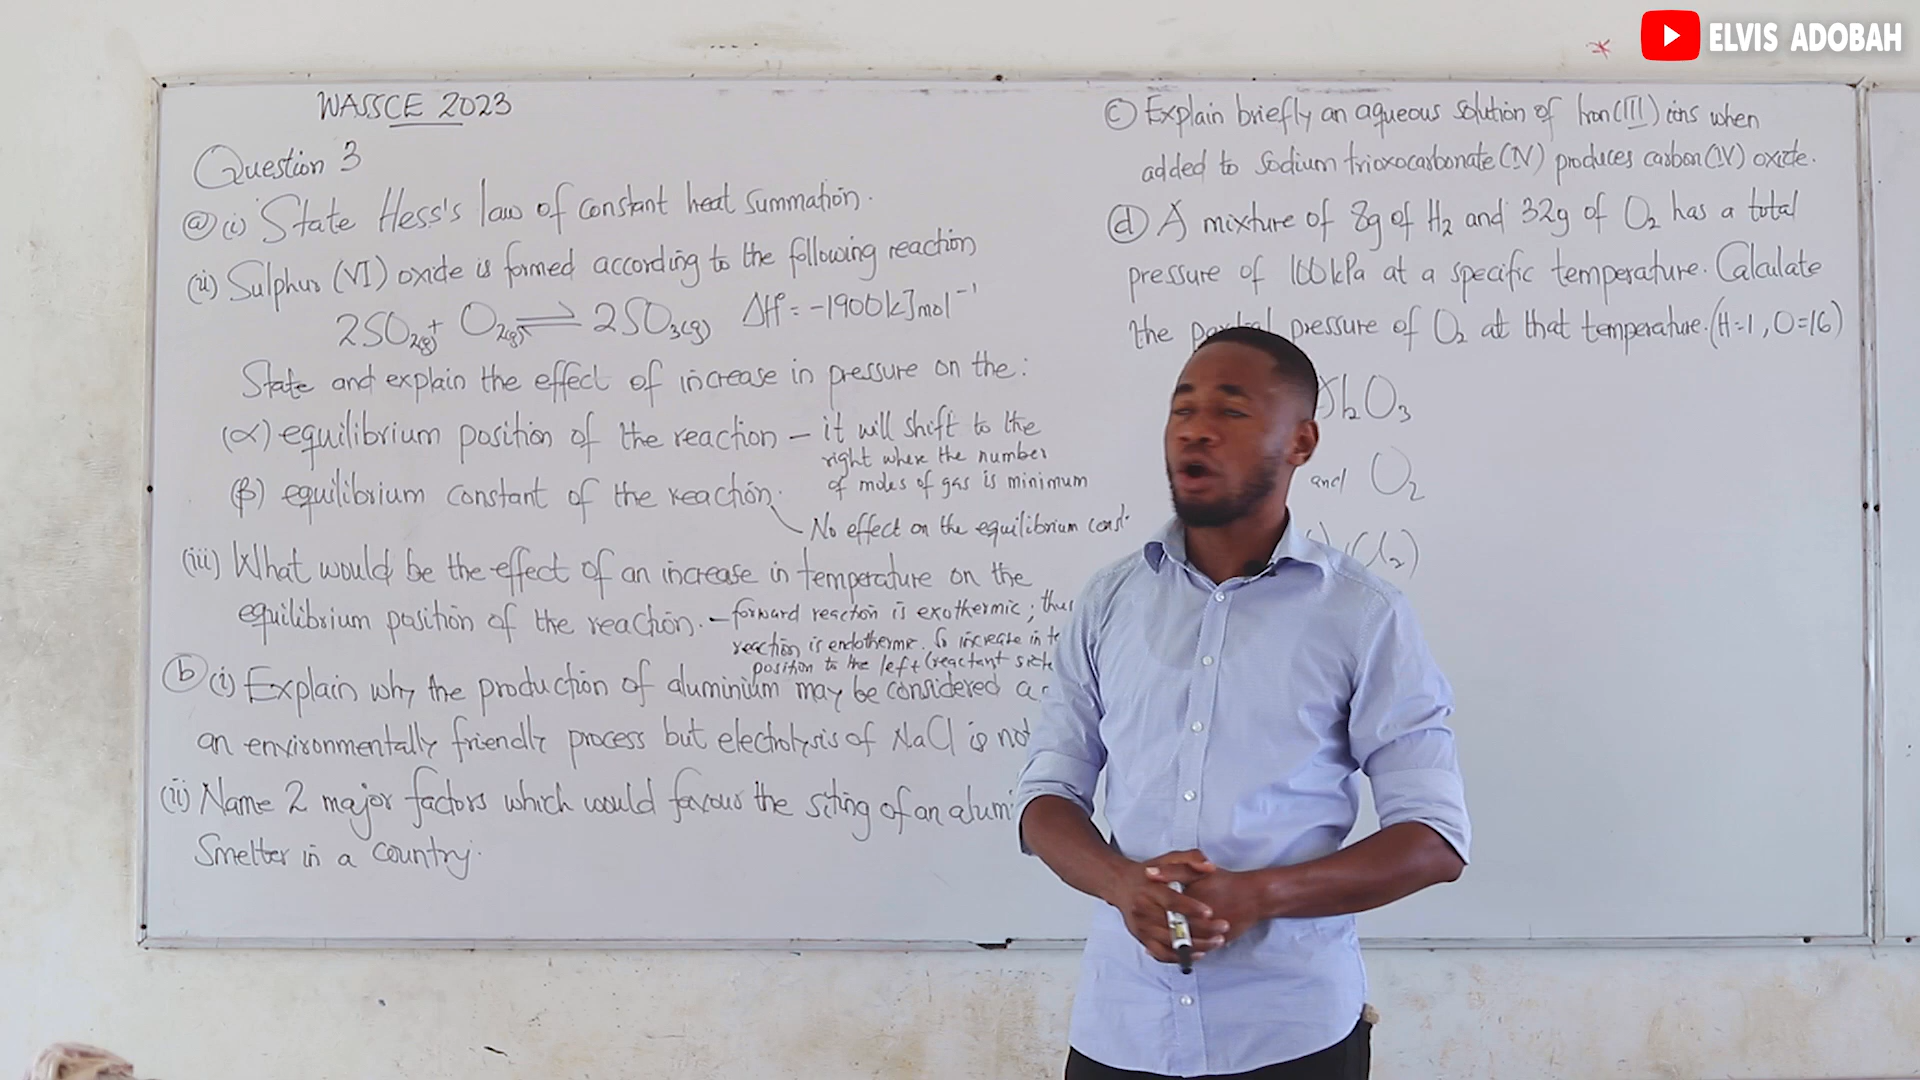 ELVIS ADOBAH
WASSCE 2023
Question 3
(a) (i) State Hess's law of constant heat summation.
(ii) Sulphur (VI) oxide is formed according to the following reaction
2SO2(g) + O2(g) ⇌ 2SO3(g) ΔH° = -1900kJmol⁻¹
State and explain the effect of increase in pressure on the:
(α) equilibrium position of the reaction – it will shift to the
right where the number
of moles of gas is minimum
(β) equilibrium constant of the reaction.
No effect on the equilibrium const.
(iii) What would be the effect of an increase in temperature on the
equilibrium position of the reaction. – forward reaction is exothermic; thus
reaction is endothermic. So increase in
position to the left (reactant side
(b) (i) Explain why the production of aluminium may be considered
an environmentally friendly process but electrolysis of NaCl is not
(ii) Name 2 major factors which would favour the siting of an alumi
Smelter in a country.
(c) Explain briefly an aqueous solution of Iron(III) ions when
added to Sodium trioxocarbonate(IV) produces carbon(IV) oxide.
(d) A mixture of 8g of H2 and 32g of O2 has a total
pressure of 100kPa at a specific temperature. Calculate
the partial pressure of O2 at that temperature. (H=1, O=16)
O3
and O2